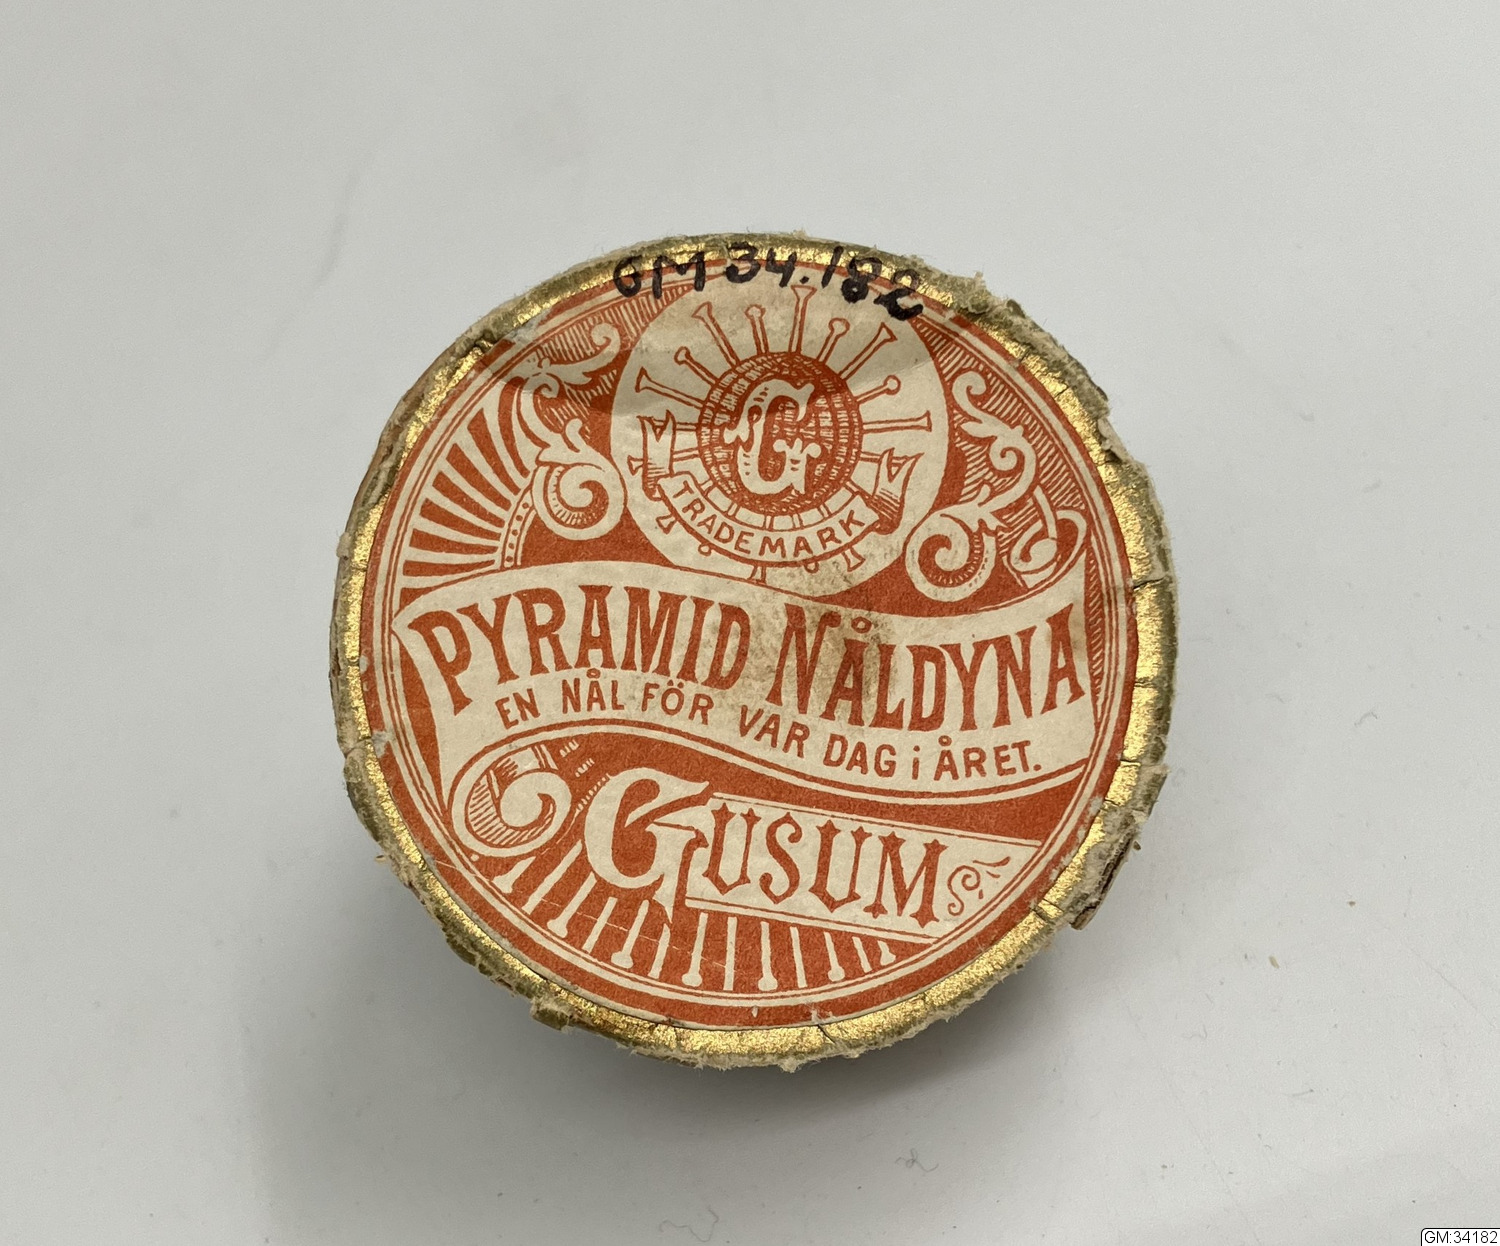 GM 34.182
G
TRADEMARK
PYRAMID NÅLDYNA
EN NÅL FÖR VAR DAG i ÅRET.
GUSUM
GM:34182